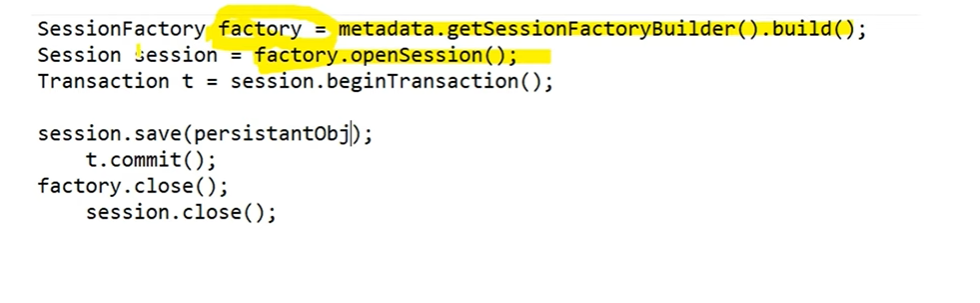 SessionFactory factory = metadata.getSessionFactoryBuilder().build();
Session session = factory.openSession();
Transaction t = session.beginTransaction();
session.save(persistantObj);
t.commit();
factory.close();
session.close();